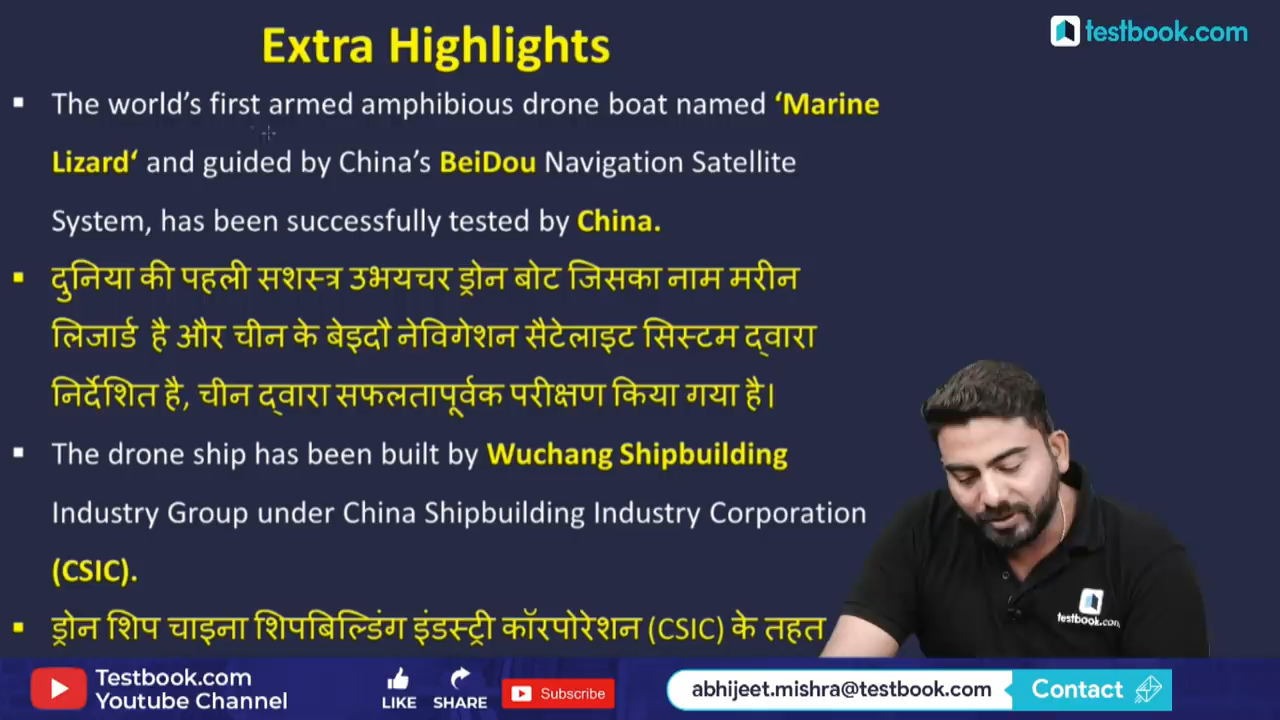 Extra Highlights
testbook.com
▪ The world’s first armed amphibious drone boat named ‘Marine
Lizard‘ and guided by China’s BeiDou Navigation Satellite
System, has been successfully tested by China.
▪ दुनिया की पहली सशस्त्र उभयचर ड्रोन बोट जिसका नाम मरीन
लिजार्ड है और चीन के बेइदौ नेविगेशन सैटेलाइट सिस्टम द्वारा
निर्देशित है, चीन द्वारा सफलतापूर्वक परीक्षण किया गया है।
▪ The drone ship has been built by Wuchang Shipbuilding
Industry Group under China Shipbuilding Industry Corporation
(CSIC).
▪ ड्रोन शिप चाइना शिपबिल्डिंग इंडस्ट्री कॉरपोरेशन (CSIC) के तहत
testbook.com
Testbook.com
Youtube Channel
LIKE
SHARE
Subscribe
abhijeet.mishra@testbook.com
Contact